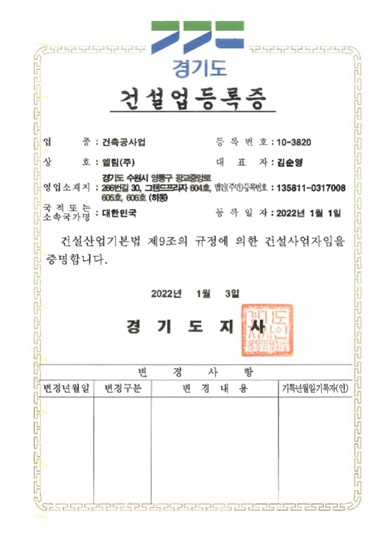 경기도
건설업등록증
업 종 : 건축공사업 등 록 번 호 : 10-3820
상 호 : 엘림(주) 대 표 자 : 김순영
영업소재지 : 경기도 수원시 영통구 광교중앙로
266번길 30, 그랜드프라자 604호,
605호, 606호 (하동)
법인(주민)등록번호 : 135811-0317008
국적 또는
소속국가명 : 대한민국 등 록 일 자 : 2022년 1월 1일
건설산업기본법 제9조의 규정에 의한 건설사업자임을
증명합니다.
2022년 1월 3일
경 기 도 지 사
변 경 사 항
변경년월일 변경구분 변 경 내 용 기록년월일기록자(인)